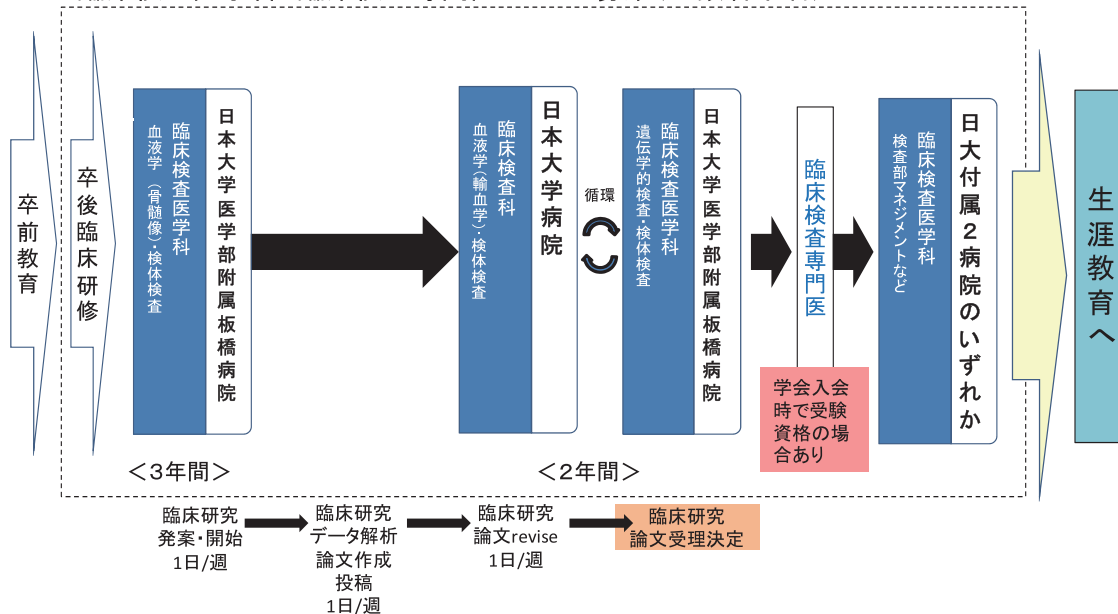 卒前教育
卒後臨床研修
日本大学医学部附属板橋病院
臨床検査医学科
血液学（骨髄像）・検体検査
日本大学病院
臨床検査科
血液学（輸血学）・検体検査
循環
日本大学医学部附属板橋病院
臨床検査医学科
遺伝学的検査・検体検査
臨床検査専門医
学会入会
時で受験
資格の場
合あり
日大付属２病院のいずれか
臨床検査医学科
検査部マネジメントなど
生涯教育へ
＜３年間＞
＜２年間＞
臨床研究
発案・開始
1日/週
臨床研究
データ解析
論文作成
投稿
1日/週
臨床研究
論文revise
1日/週
臨床研究
論文受理決定